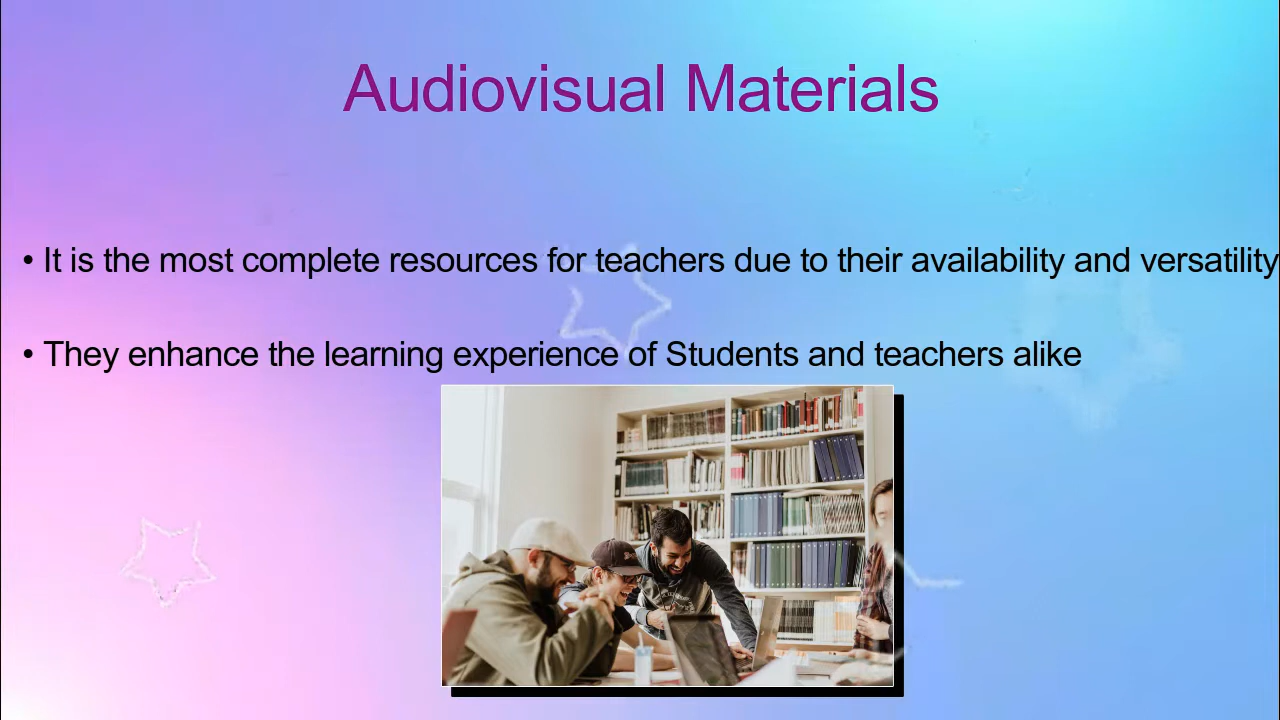 Audiovisual Materials
• It is the most complete resources for teachers due to their availability and versatility
• They enhance the learning experience of Students and teachers alike